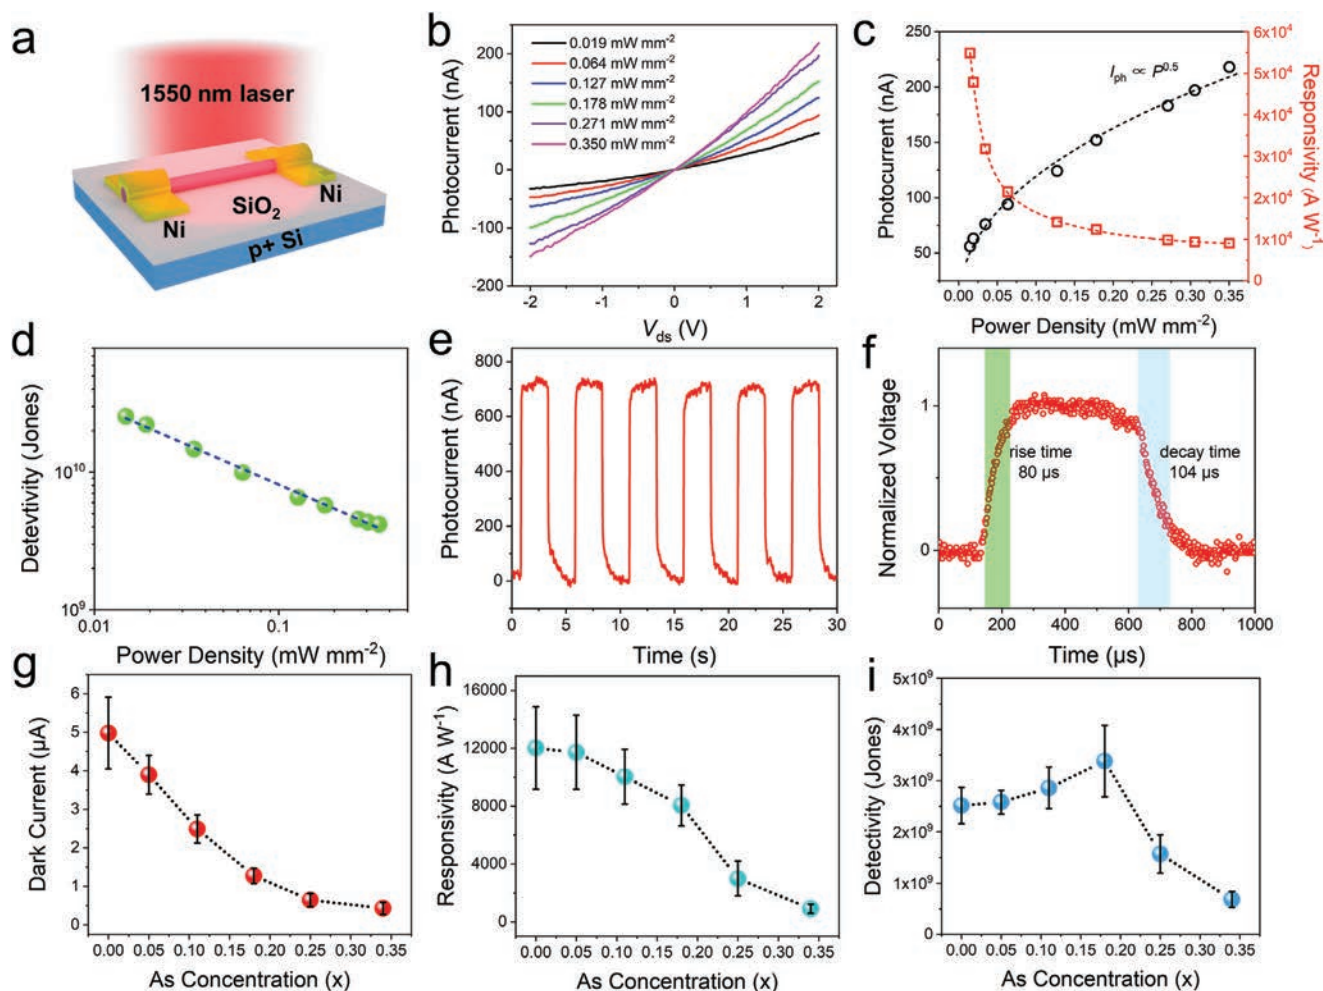 a
1550 nm laser
Ni
SiO₂
Ni
p+ Si
b
Photocurrent (nA)
200
100
0
-100
-200
0.019 mW mm⁻²
0.064 mW mm⁻²
0.127 mW mm⁻²
0.178 mW mm⁻²
0.271 mW mm⁻²
0.350 mW mm⁻²
-2
-1
0
1
2
V_ds (V)
c
Photocurrent (nA)
250
200
150
100
50
I_ph ∝ P^0.5
6x10⁴
5x10⁴
4x10⁴
3x10⁴
2x10⁴
1x10⁴
0
Responsivity (A W⁻¹)
0.00 0.05 0.10 0.15 0.20 0.25 0.30 0.35
Power Density (mW mm⁻²)
d
Detevtivity (Jones)
10¹⁰
10⁹
0.01
0.1
Power Density (mW mm⁻²)
e
Photocurrent (nA)
800
600
400
200
0
0 5 10 15 20 25 30
Time (s)
f
Normalized Voltage
1
0
rise time
80 µs
decay time
104 µs
0 200 400 600 800 1000
Time (µs)
g
Dark Current (µA)
6
5
4
3
2
1
0
0.00 0.05 0.10 0.15 0.20 0.25 0.30 0.35
As Concentration (x)
h
Responsivity (A W⁻¹)
16000
12000
8000
4000
0
0.00 0.05 0.10 0.15 0.20 0.25 0.30 0.35
As Concentration (x)
i
Detectivity (Jones)
5x10⁹
4x10⁹
3x10⁹
2x10⁹
1x10⁹
0
0.00 0.05 0.10 0.15 0.20 0.25 0.30 0.35
As Concentration (x)